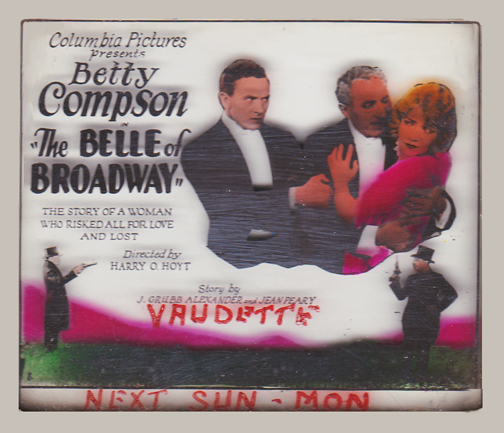 Columbia Pictures
presents
Betty
Compson
in
"The BELLE of
BROADWAY"
THE STORY OF A WOMAN
WHO RISKED ALL FOR LOVE
AND LOST
Directed by
HARRY O. HOYT
Story by
J. GRUBB ALEXANDER and JEAN PEARY
VAUDETTE
NEXT SUN - MON